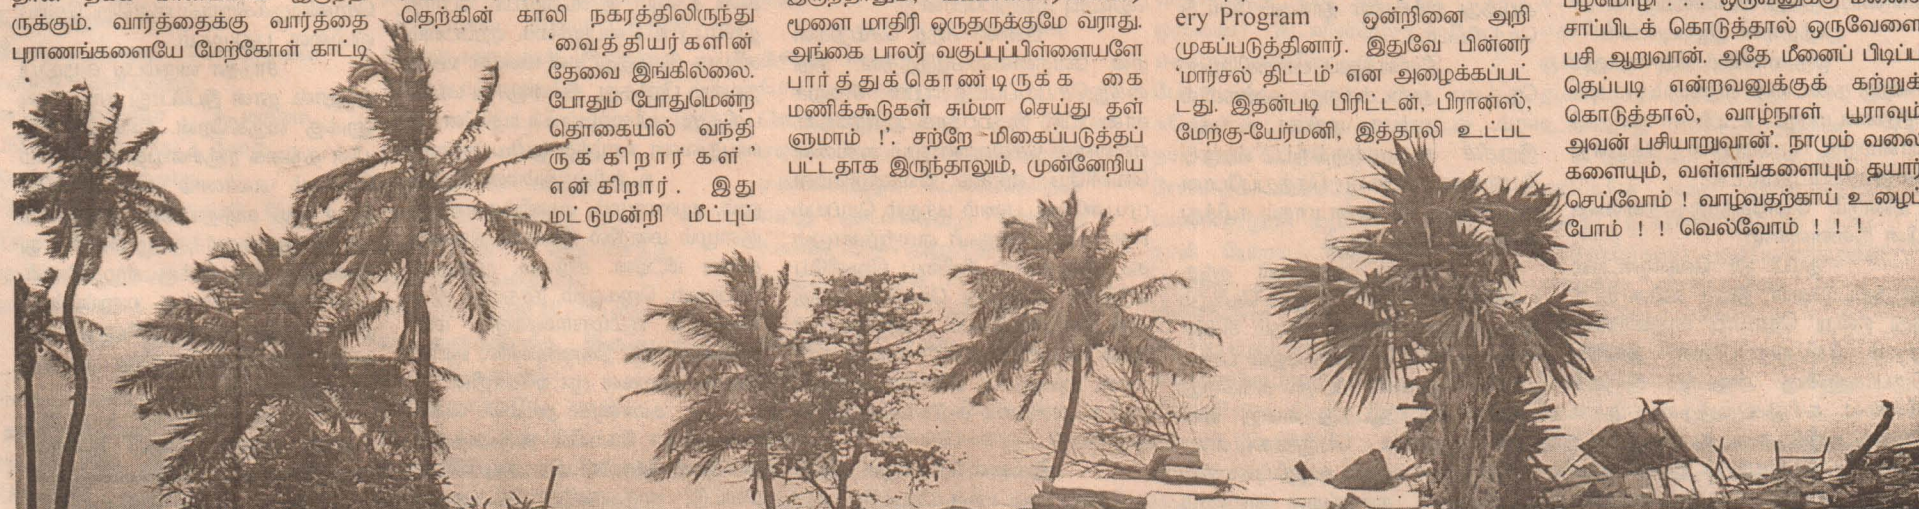 ருக்கும். வார்த்தைக்கு வார்த்தை
புராணங்களையே மேற்கோள் காட்டி
தெற்கின் காலி நகரத்திலிருந்து
'வைத்தியர்களின்
தேவை இங்கில்லை.
போதும் போதுமென்ற
தொகையில் வந்தி
ருக்கிறார்கள்'
என்கிறார். இது
மட்டுமன்றி மீட்புப்
மூளை மாதிரி ஒருதருக்குமே வராது.
அங்கை பாலர் வகுப்புப்பிள்ளையளே
பார்த்துக்கொண்டிருக்க கை
மணிக்கூடுகள் சும்மா செய்து தள்
ளுமாம் !'. சற்றே மிகைப்படுத்தப்
பட்டதாக இருந்தாலும், முன்னேறிய
ery Program ' ஒன்றினை அறி
முகப்படுத்தினார். இதுவே பின்னர்
'மார்சல் திட்டம்' என அழைக்கப்பட்
டது. இதன்படி பிரிட்டன், பிரான்ஸ்,
மேற்கு-யேர்மனி, இத்தாலி உட்பட
சாப்பிடக் கொடுத்தால் ஒருவேளை
பசி ஆறுவான். அதே மீனைப் பிடிப்ப
தெப்படி என்றவனுக்குக் கற்றுக்
கொடுத்தால், வாழ்நாள் பூராவும்
அவன் பசியாறுவான்'. நாமும் வலை
களையும், வள்ளங்களையும் தயார்
செய்வோம் ! வாழ்வதற்காய் உழைப்
போம் ! ! வெல்வோம் ! ! !